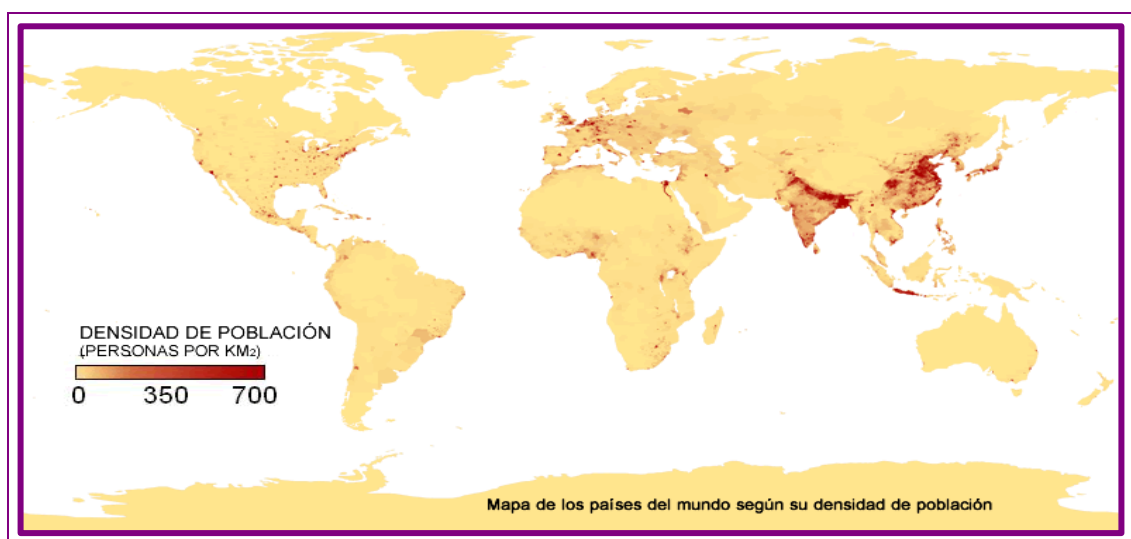 DENSIDAD DE POBLACIÓN
(PERSONAS POR KM2)
0 350 700
Mapa de los países del mundo según su densidad de población